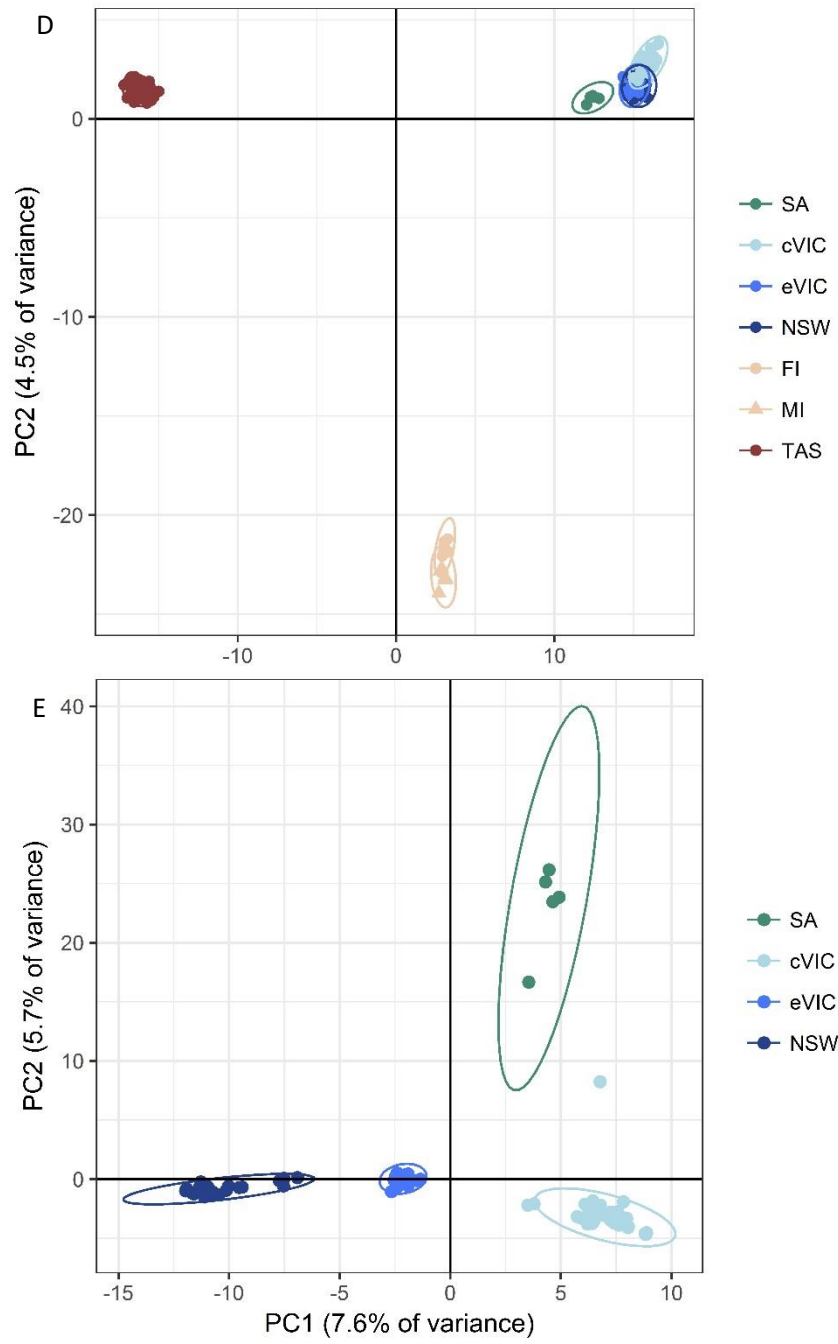 D
0
-10
-20
PC2 (4.5% of variance)
-10
0
10
SA
cVIC
eVIC
NSW
FI
MI
TAS
E
40
30
20
10
0
PC2 (5.7% of variance)
-15
-10
-5
0
5
10
PC1 (7.6% of variance)
SA
cVIC
eVIC
NSW